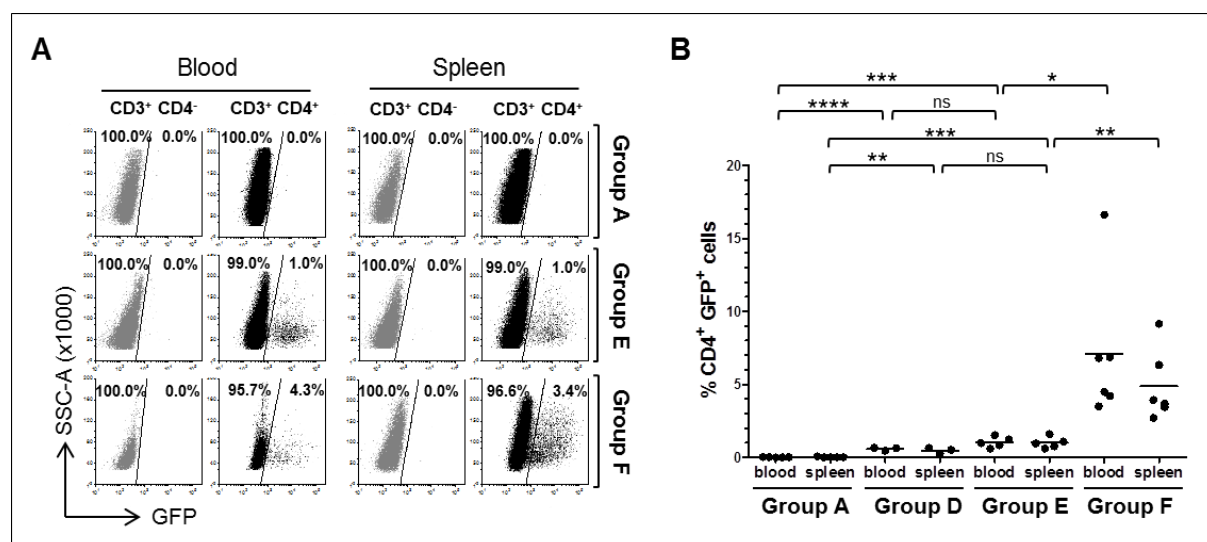 A
Blood Spleen
CD3+ CD4- CD3+ CD4+ CD3+ CD4- CD3+ CD4+
100.0% 0.0% 100.0% 0.0% 100.0% 0.0% 100.0% 0.0%
Group A
100.0% 0.0% 99.0% 1.0% 100.0% 0.0% 99.0% 1.0%
Group E
100.0% 0.0% 95.7% 4.3% 100.0% 0.0% 96.6% 3.4%
Group F
SSC-A (x1000)
GFP
B
*** *
**** ns
*** **
** ns
% CD4+ GFP+ cells
20
15
10
5
0
blood spleen blood spleen blood spleen blood spleen
Group A Group D Group E Group F